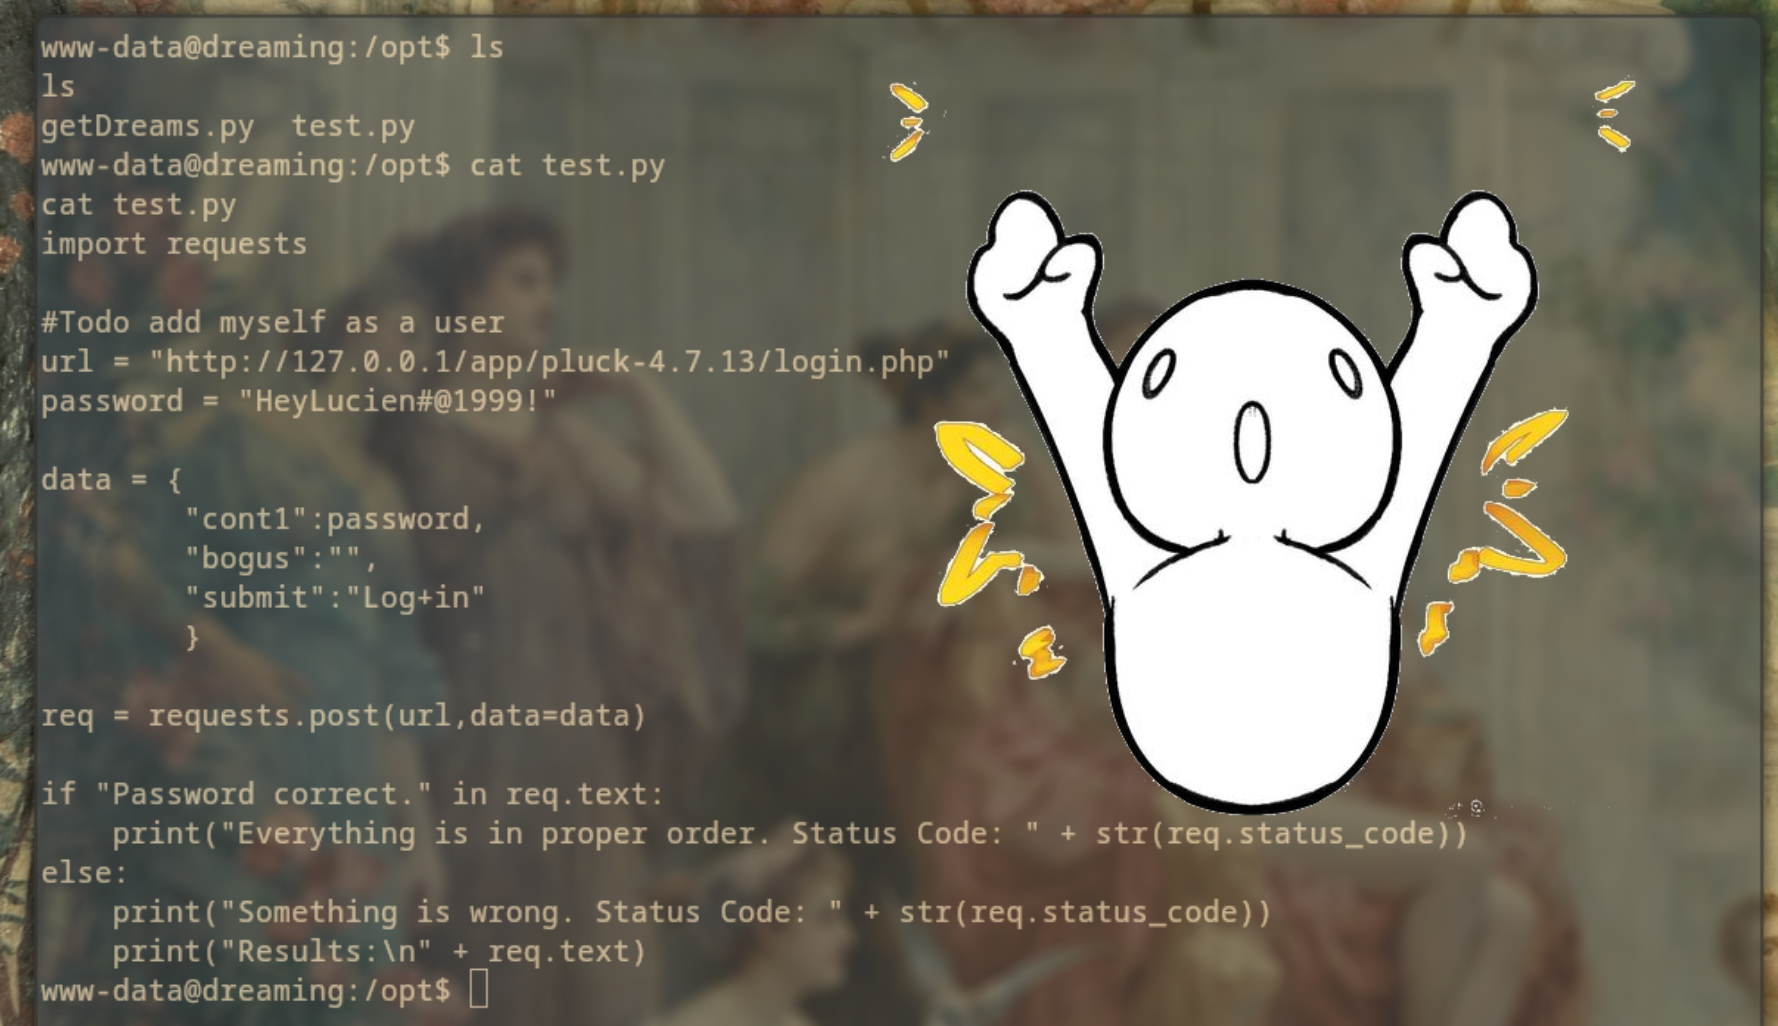 www-data@dreaming:/opt$ ls
ls
getDreams.py  test.py
www-data@dreaming:/opt$ cat test.py
cat test.py
import requests

#Todo add myself as a user
url = "http://127.0.0.1/app/pluck-4.7.13/login.php"
password = "HeyLucien#@1999!"

data = {
        "cont1":password,
        "bogus":"",
        "submit":"Log+in"
        }

req = requests.post(url,data=data)

if "Password correct." in req.text:
    print("Everything is in proper order. Status Code: " + str(req.status_code))
else:
    print("Something is wrong. Status Code: " + str(req.status_code))
    print("Results:\n" + req.text)
www-data@dreaming:/opt$